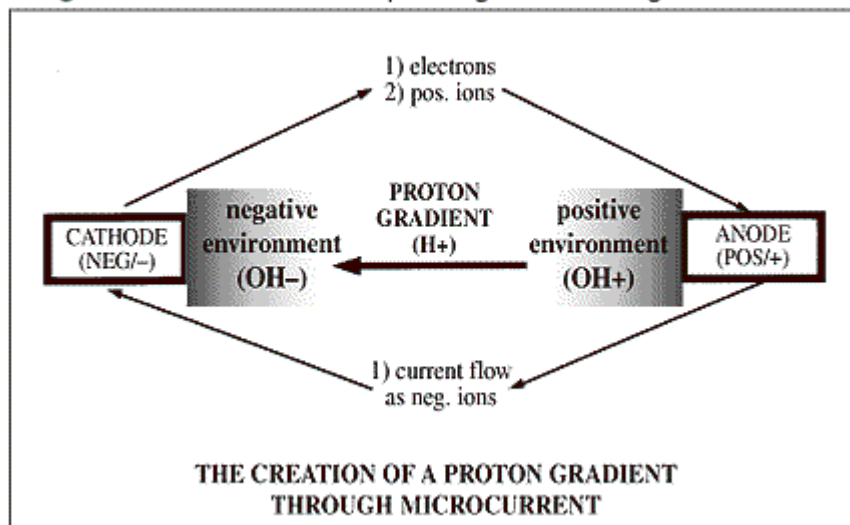 1) electrons
2) pos. ions
PROTON
GRADIENT
(H+)
negative
environment
(OH–)
positive
environment
(OH+)
CATHODE
(NEG/–)
ANODE
(POS/+)
1) current flow
as neg. ions
THE CREATION OF A PROTON GRADIENT
THROUGH MICROCURRENT